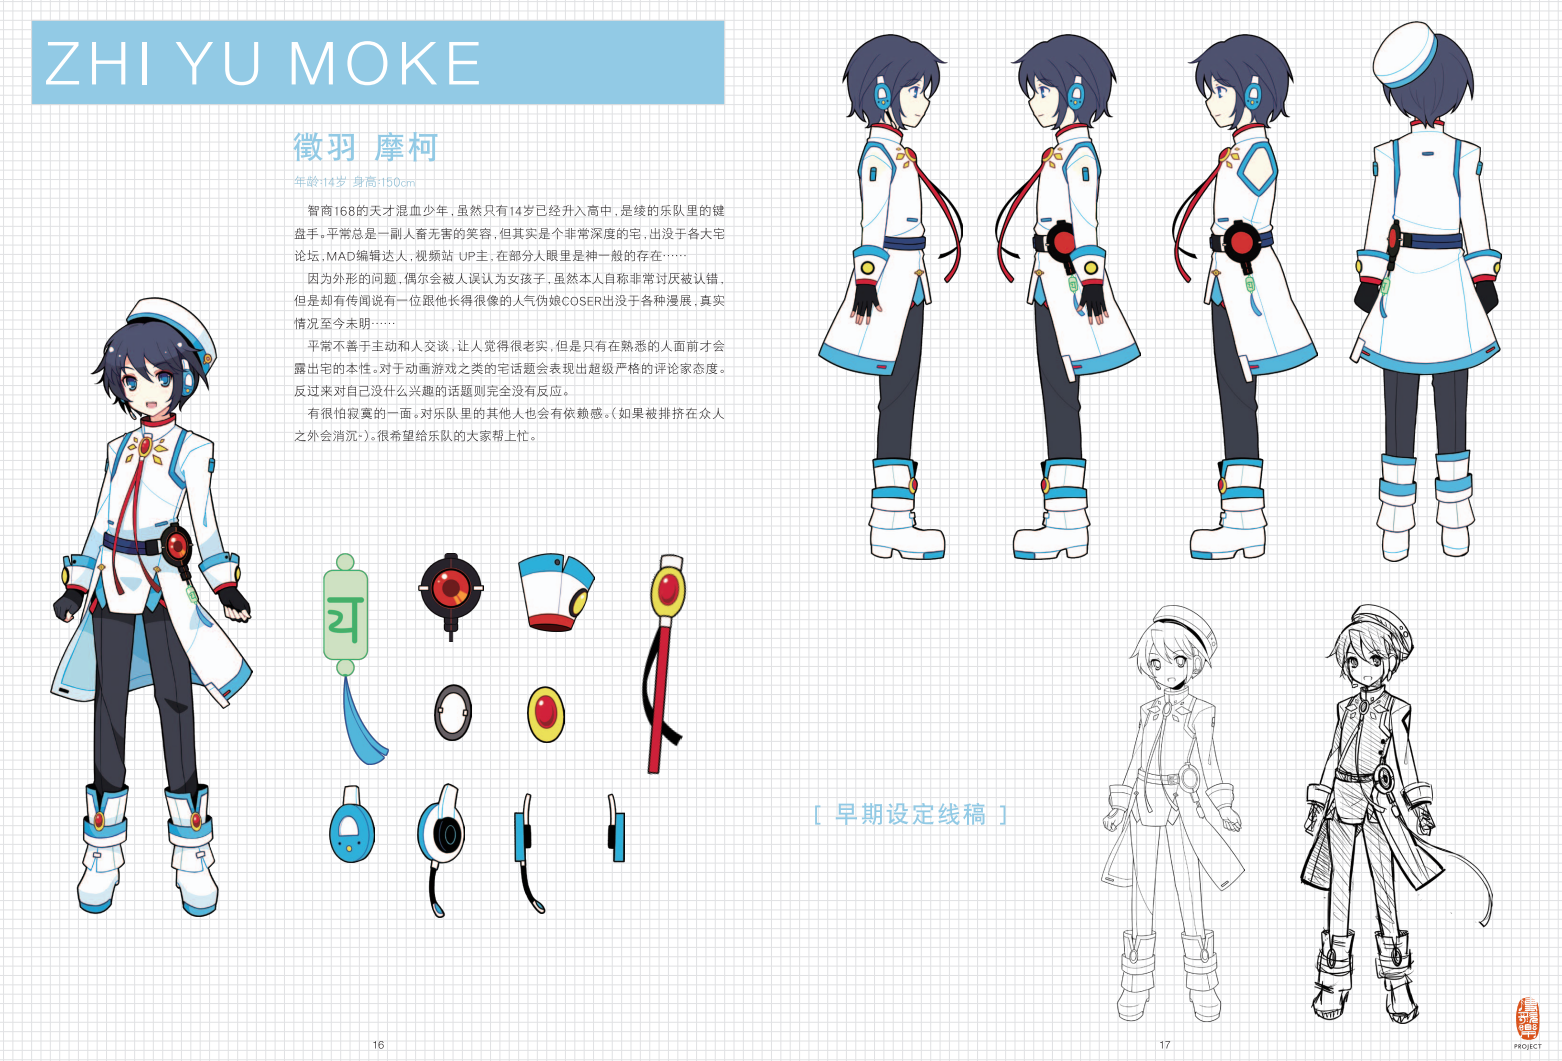 ZHI YU MOKE
徵羽 摩柯
年龄:14岁 身高:150cm
智商168的天才混血少年，虽然只有14岁已经升入高中，是绫的乐队里的键
盘手。平常总是一副人畜无害的笑容，但其实是个非常深度的宅，出没于各大宅
论坛，MAD编辑达人，视频站 UP主，在部分人眼里是神一般的存在……
因为外形的问题，偶尔会被人误认为女孩子，虽然本人自称非常讨厌被认错，
但是却有传闻说有一位跟他长得很像的人气伪娘COSER出没于各种漫展，真实
情况至今未明……
平常不善于主动和人交谈，让人觉得很老实，但是只有在熟悉的人面前才会
露出宅的本性。对于动画游戏之类的宅话题会表现出超级严格的评论家态度。
反过来对自己没什么兴趣的话题则完全没有反应。
有很怕寂寞的一面。对乐队里的其他人也会有依赖感。（如果被排挤在众人
之外会消沉-）。很希望给乐队的大家帮上忙。
[ 早期设定线稿 ]
16
17
PROJECT